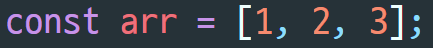 const arr = [1, 2, 3];